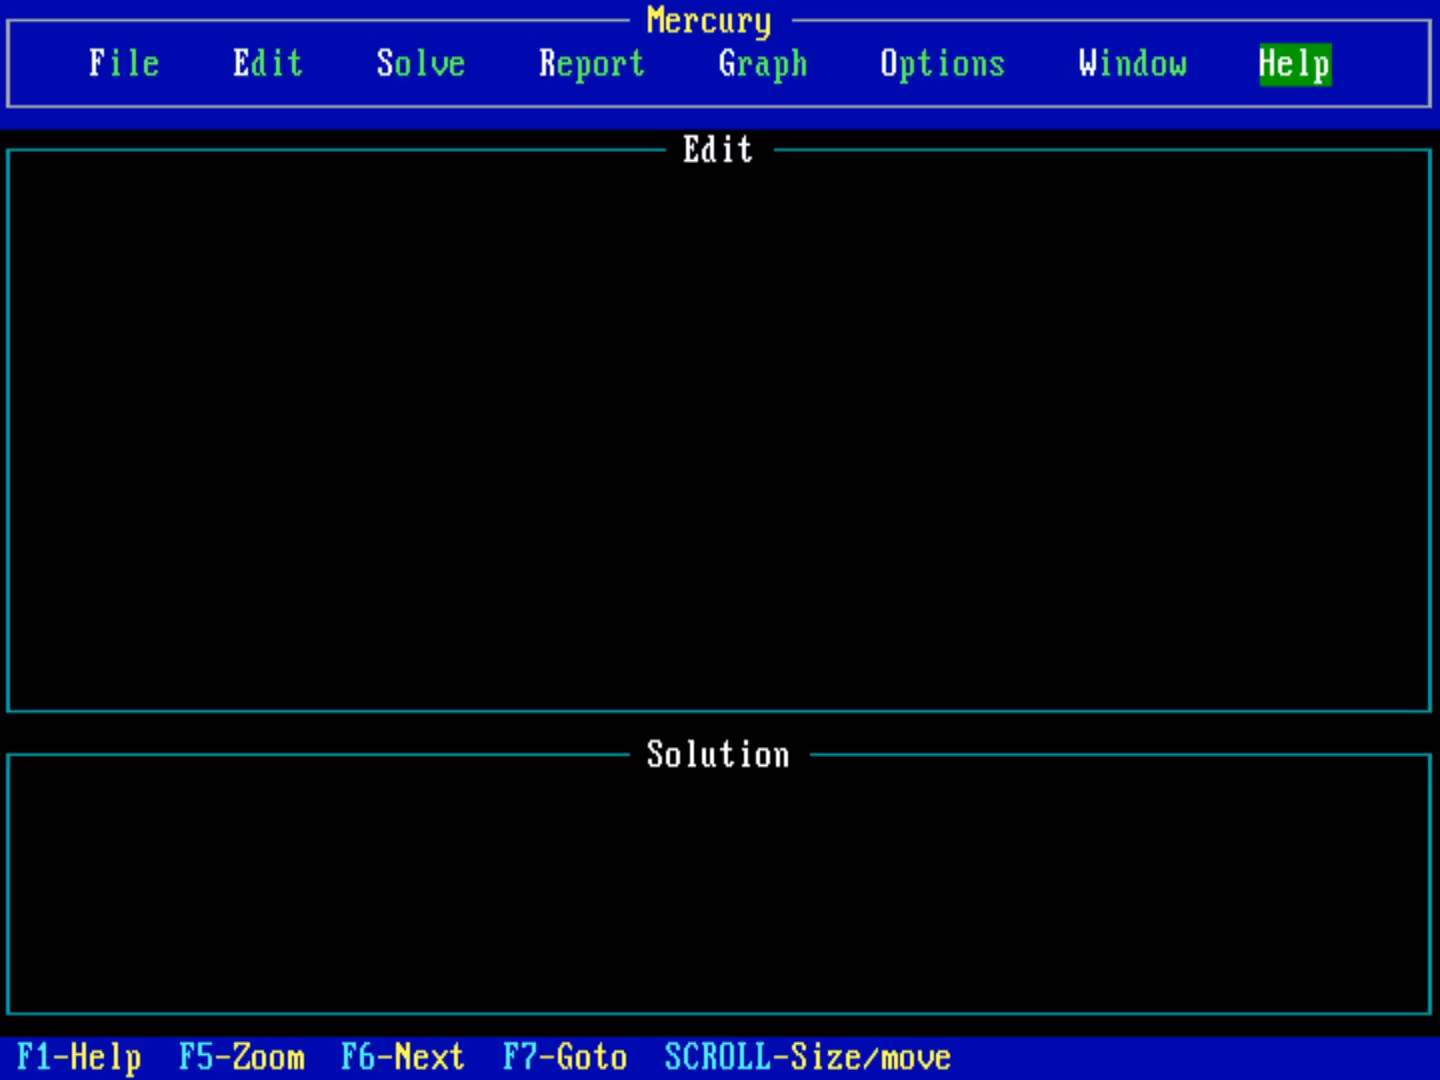 Mercury
File Edit Solve Report Graph Options Window Help
Edit
Solution
F1-Help F5-Zoom F6-Next F7-Goto SCROLL-Size/move